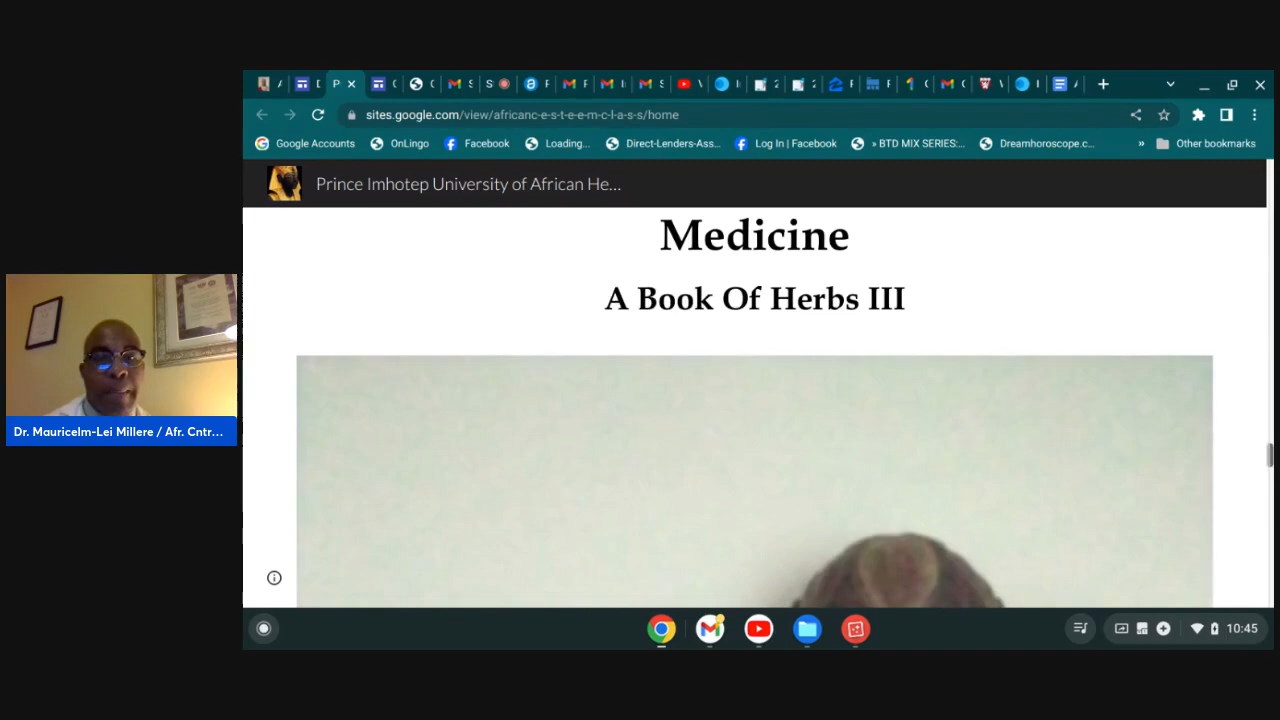 sites.google.com/view/africanc-e-s-t-e-e-m-c-l-a-s-s/home
Google Accounts
OnLingo
Facebook
Loading...
Direct-Lenders-Ass...
Log In | Facebook
» BTD MIX SERIES:...
Dreamhoroscope.c...
»
Other bookmarks
Prince Imhotep University of African He...
Medicine
A Book Of Herbs III
Dr. Mauricelm-Lei Millere / Afr. Cntr...
10:45